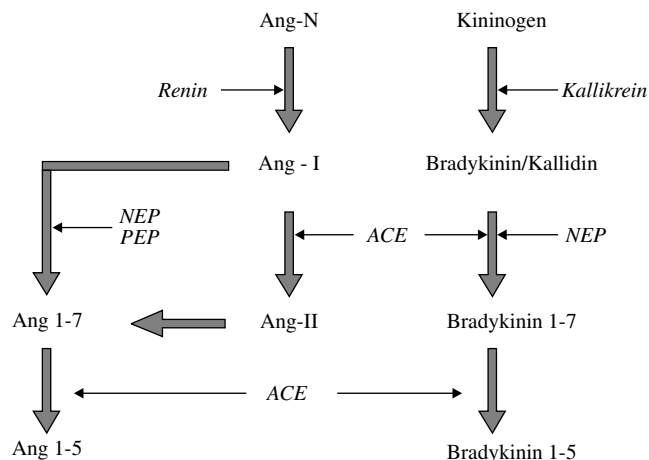 Ang-N
Kininogen
Renin
Kallikrein
Ang - I
Bradykinin/Kallidin
NEP
PEP
ACE
NEP
Ang 1-7
Ang-II
Bradykinin 1-7
ACE
Ang 1-5
Bradykinin 1-5